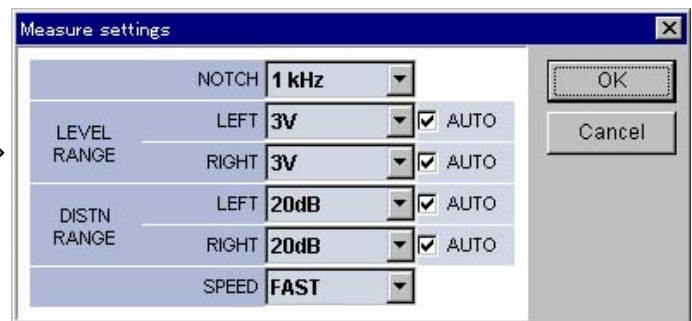 Measure settings
NOTCH 1 kHz
OK
LEVEL RANGE
LEFT 3V AUTO
RIGHT 3V AUTO
Cancel
DISTN RANGE
LEFT 20dB AUTO
RIGHT 20dB AUTO
SPEED FAST